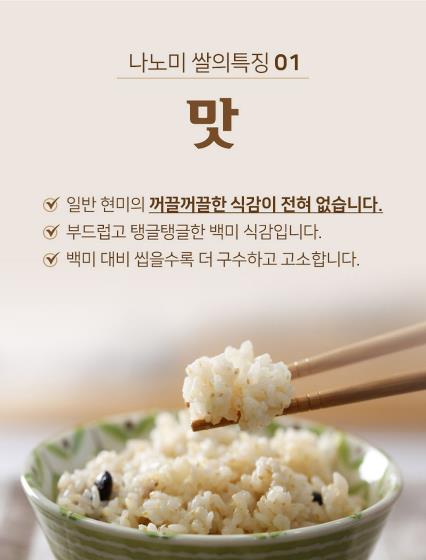 나노미 쌀의특징 01
맛
일반 현미의 꺼끌꺼끌한 식감이 전혀 없습니다.
부드럽고 탱글탱글한 백미 식감입니다.
백미 대비 씹을수록 더 구수하고 고소합니다.